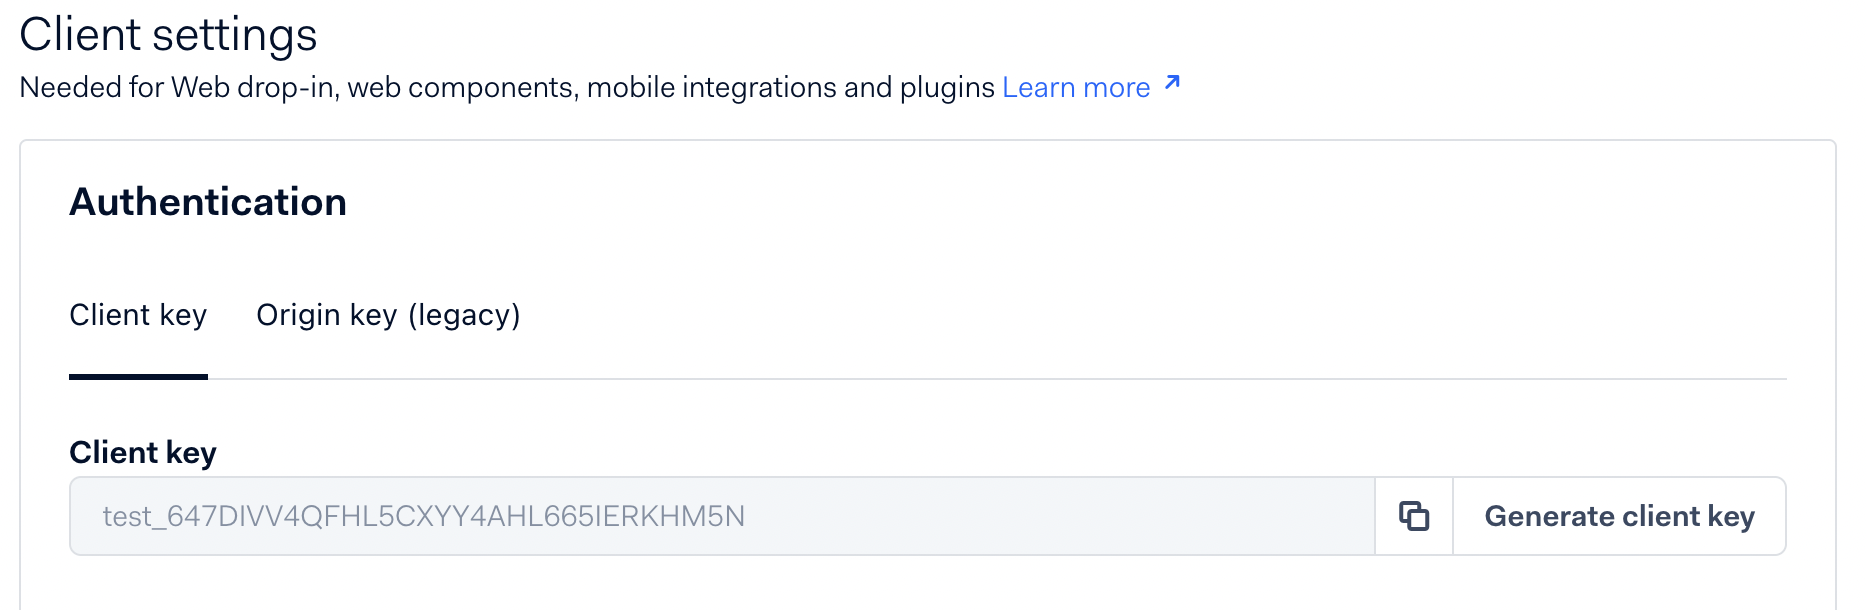 Client settings
Needed for Web drop-in, web components, mobile integrations and plugins Learn more
Authentication
Client key Origin key (legacy)
Client key
test_647DIVV4QFHL5CXYY4AHL665IERKHM5N
Generate client key